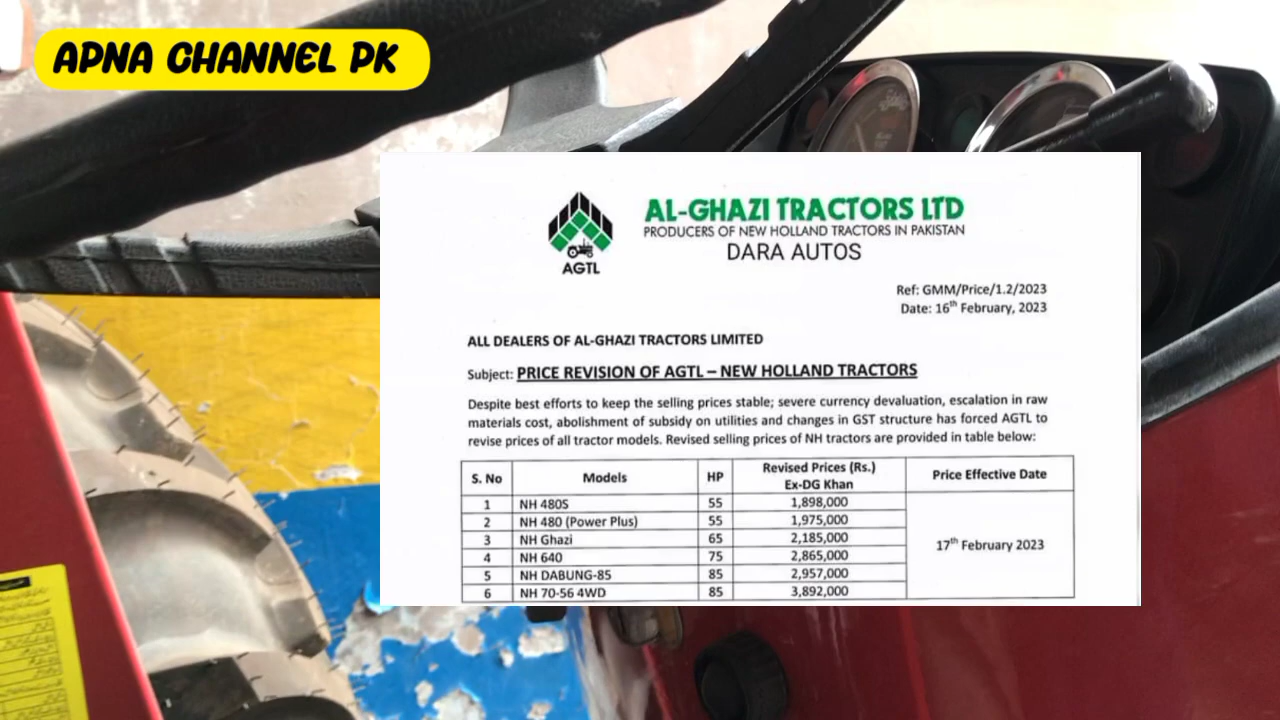 APNA CHANNEL PK
AL-GHAZI TRACTORS LTD
PRODUCERS OF NEW HOLLAND TRACTORS IN PAKISTAN
DARA AUTOS
AGTL
Ref: GMM/Price/1.2/2023
Date: 16th February, 2023
ALL DEALERS OF AL-GHAZI TRACTORS LIMITED
Subject: PRICE REVISION OF AGTL – NEW HOLLAND TRACTORS
Despite best efforts to keep the selling prices stable; severe currency devaluation, escalation in raw
materials cost, abolishment of subsidy on utilities and changes in GST structure has forced AGTL to
revise prices of all tractor models. Revised selling prices of NH tractors are provided in table below:
S. No Models HP Revised Prices (Rs.) Ex-DG Khan Price Effective Date
1 NH 480S 55 1,898,000
2 NH 480 (Power Plus) 55 1,975,000
3 NH Ghazi 65 2,185,000
17th February 2023
4 NH 640 75 2,865,000
5 NH DABUNG-85 85 2,957,000
6 NH 70-56 4WD 85 3,892,000